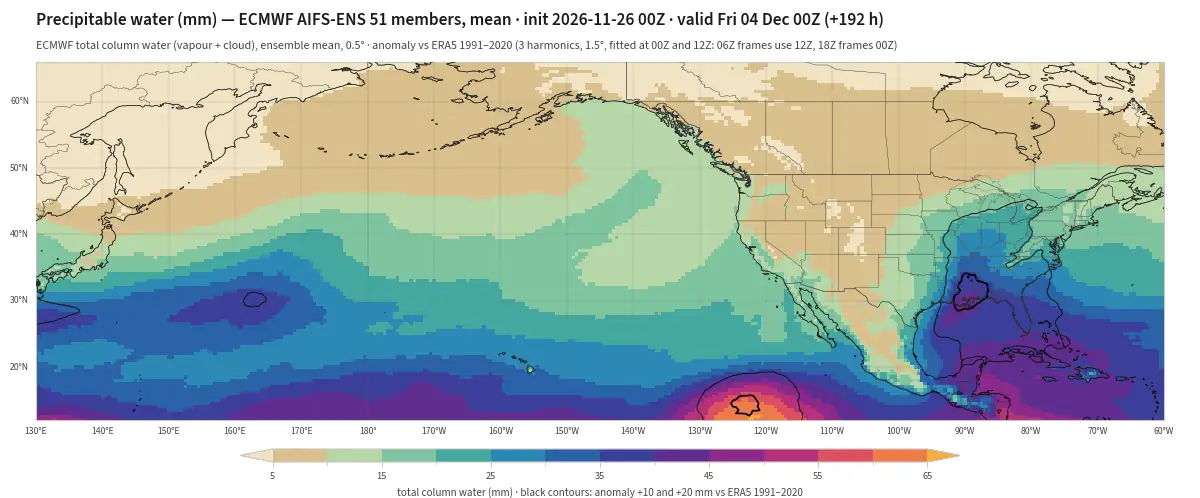 Precipitable water (mm) — ECMWF AIFS-ENS 51 members, mean · init 2026-11-26 00Z · valid Fri 04 Dec 00Z (+192 h)
ECMWF total column water (vapour + cloud), ensemble mean, 0.5° · anomaly vs ERA5 1991–2020 (3 harmonics, 1.5°, fitted at 00Z and 12Z: 06Z frames use 12Z, 18Z frames 00Z)
60°N
50°N
40°N
30°N
20°N
130°E 140°E 150°E 160°E 170°E 180° 170°W 160°W 150°W 140°W 130°W 120°W 110°W 100°W 90°W 80°W 70°W 60°W
5 15 25 35 45 55 65
total column water (mm) · black contours: anomaly +10 and +20 mm vs ERA5 1991–2020